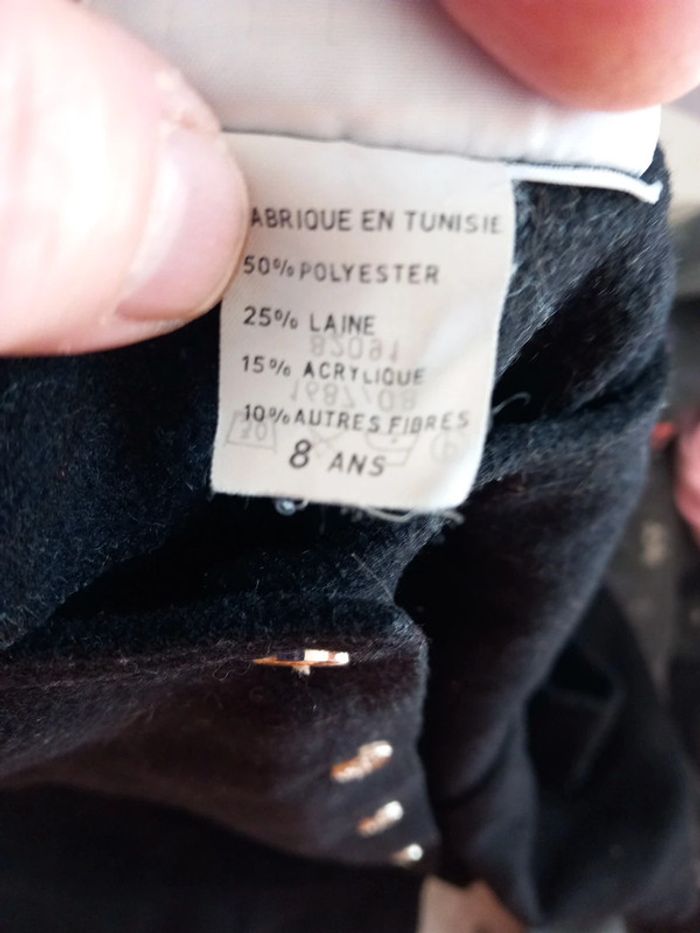 ABRIQUE EN TUNISIE
50% POLYESTER
25% LAINE
15% ACRYLIQUE
10% AUTRES FIBRES
8 ANS